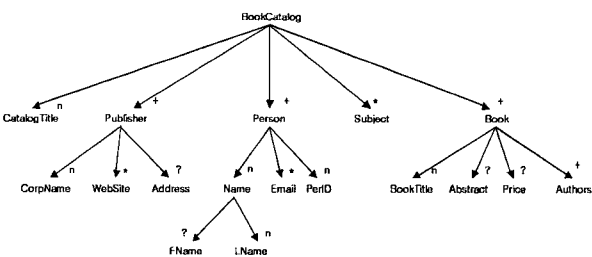 BookCatalog
n + + * +
CatalogTitle Publisher Person Subject Book
n * ? n * n n ? ? +
CorpName WebSite Address Name Email PerID BookTitle Abstract Price Authors
? n
FName LName